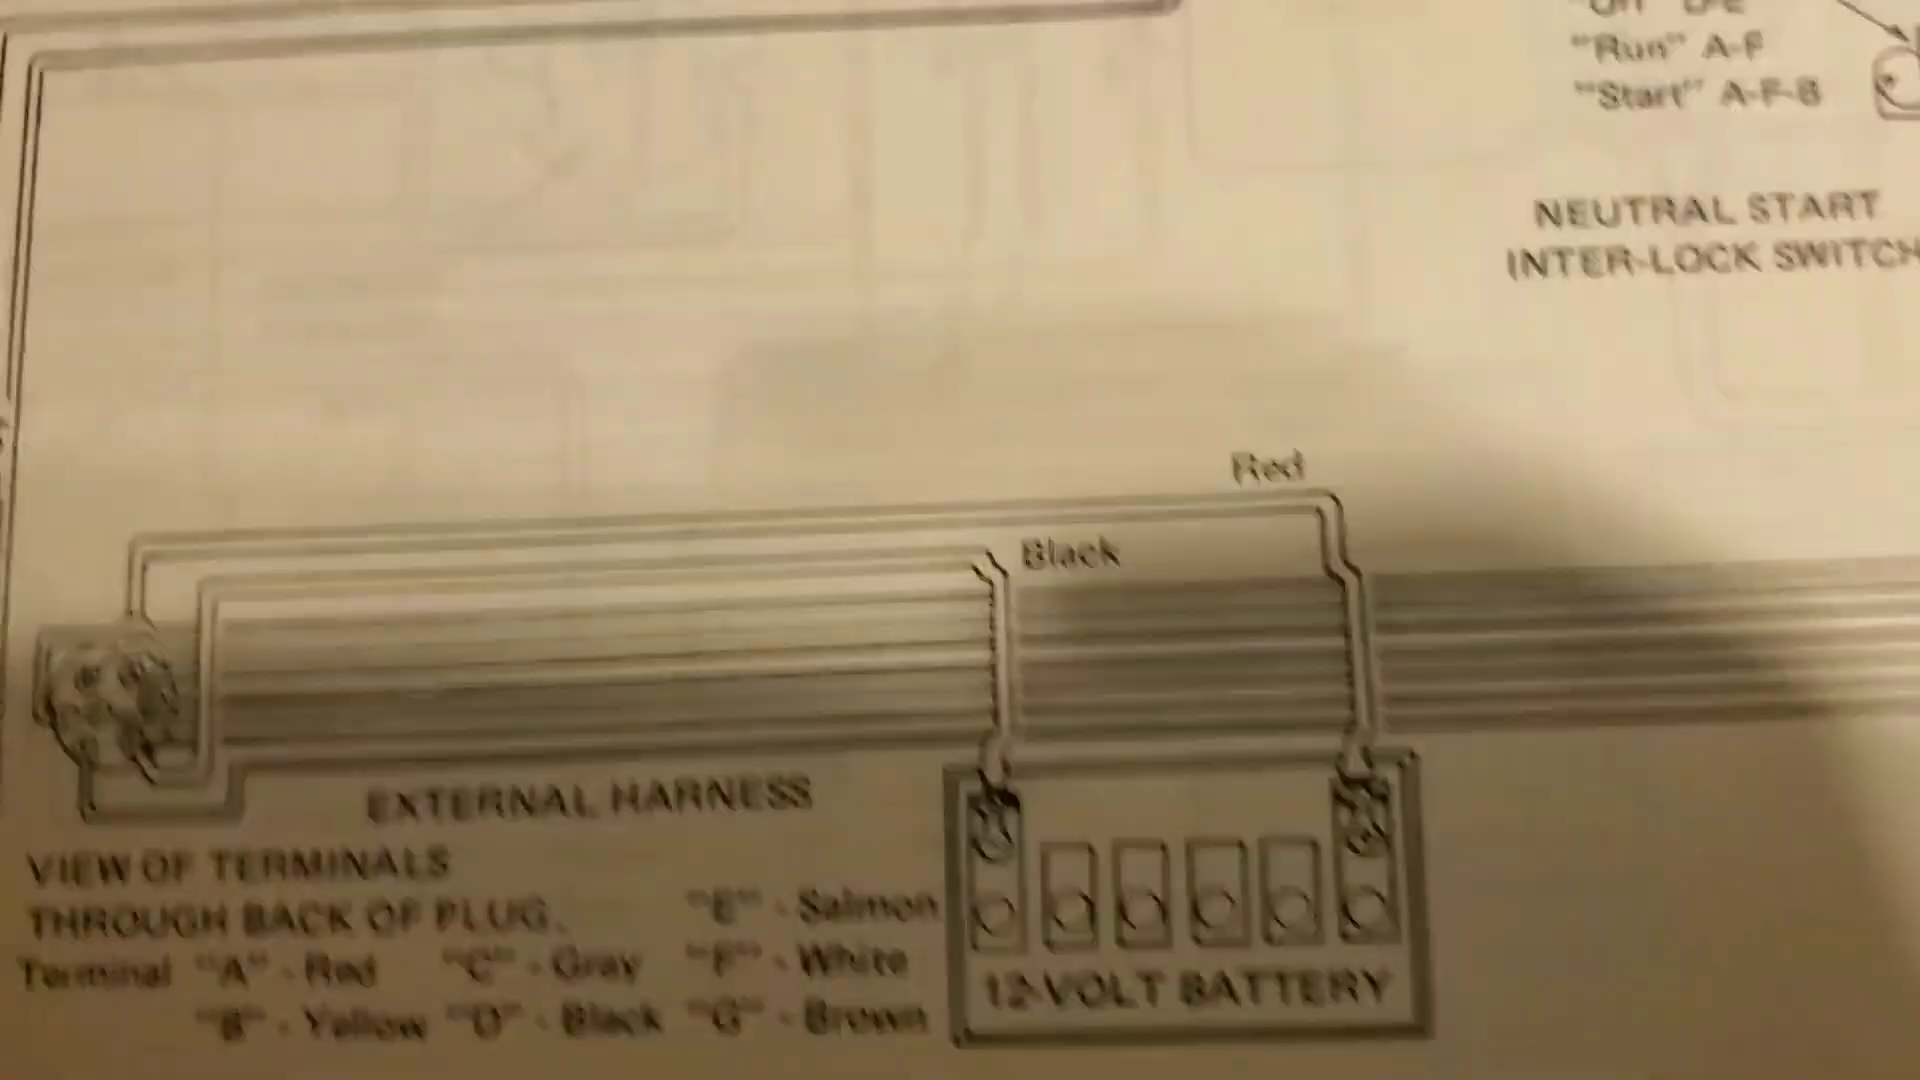 "Off" D-E
"Run" A-F
"Start" A-F-B
NEUTRAL START
INTER-LOCK SWITCH
Red
Black
EXTERNAL HARNESS
VIEW OF TERMINALS
THROUGH BACK OF PLUG.
"E" - Salmon
Terminal "A" - Red "C" - Gray "F" - White
"B" - Yellow "D" - Black "G" - Brown
12-VOLT BATTERY